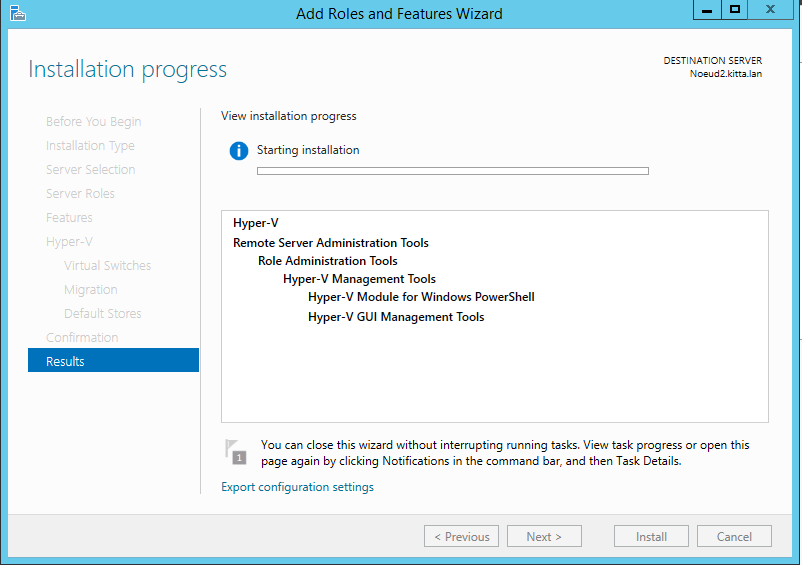 Add Roles and Features Wizard
Installation progress
DESTINATION SERVER
Noeud2.kitta.lan
Before You Begin
Installation Type
Server Selection
Server Roles
Features
Hyper-V
Virtual Switches
Migration
Default Stores
Confirmation
Results
View installation progress
Starting installation
Hyper-V
Remote Server Administration Tools
Role Administration Tools
Hyper-V Management Tools
Hyper-V Module for Windows PowerShell
Hyper-V GUI Management Tools
1
You can close this wizard without interrupting running tasks. View task progress or open this
page again by clicking Notifications in the command bar, and then Task Details.
Export configuration settings
< Previous
Next >
Install
Cancel